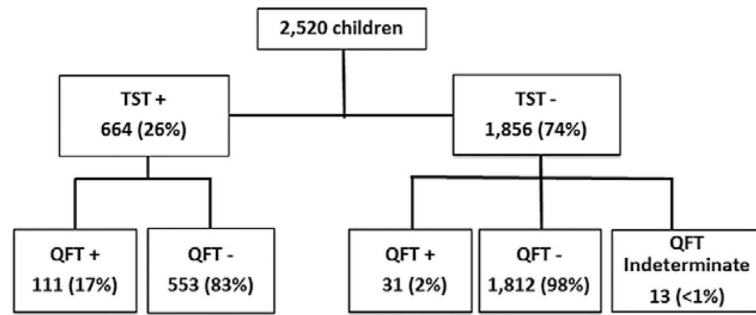 2,520 children
TST +
664 (26%)
TST -
1,856 (74%)
QFT +
111 (17%)
QFT -
553 (83%)
QFT +
31 (2%)
QFT -
1,812 (98%)
QFT
Indeterminate
13 (<1%)